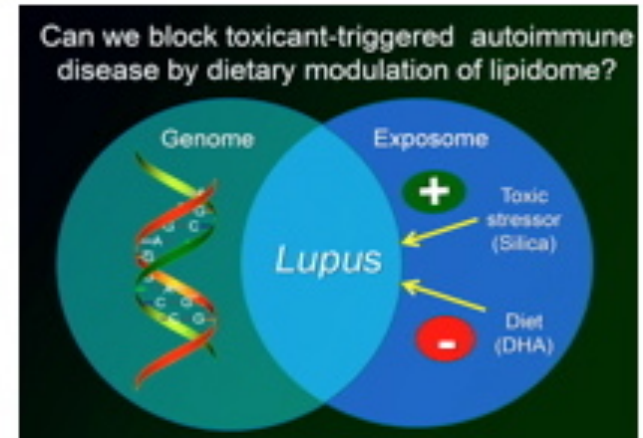 Can we block toxicant-triggered autoimmune
disease by dietary modulation of lipidome?
Genome
Exposome
+
Toxic
stressor
(Silica)
Lupus
-
Diet
(DHA)
G
C
G
A
G
A
C
G
C
G